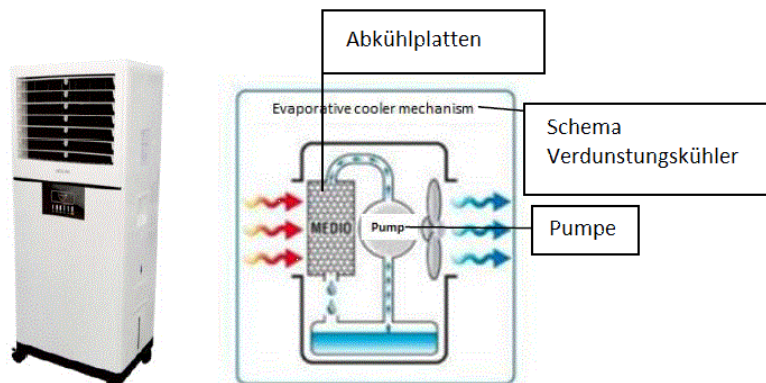 Abkühlplatten
Evaporative cooler mechanism
Schema
Verdunstungskühler
MEDIO
Pump
Pumpe